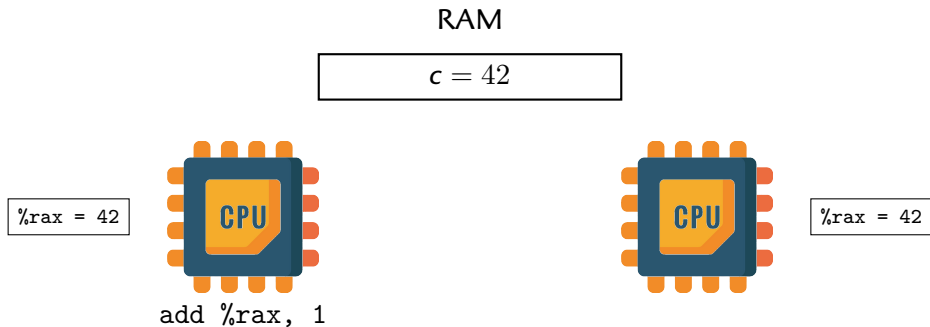 RAM
c = 42
%rax = 42
CPU
CPU
%rax = 42
add %rax, 1